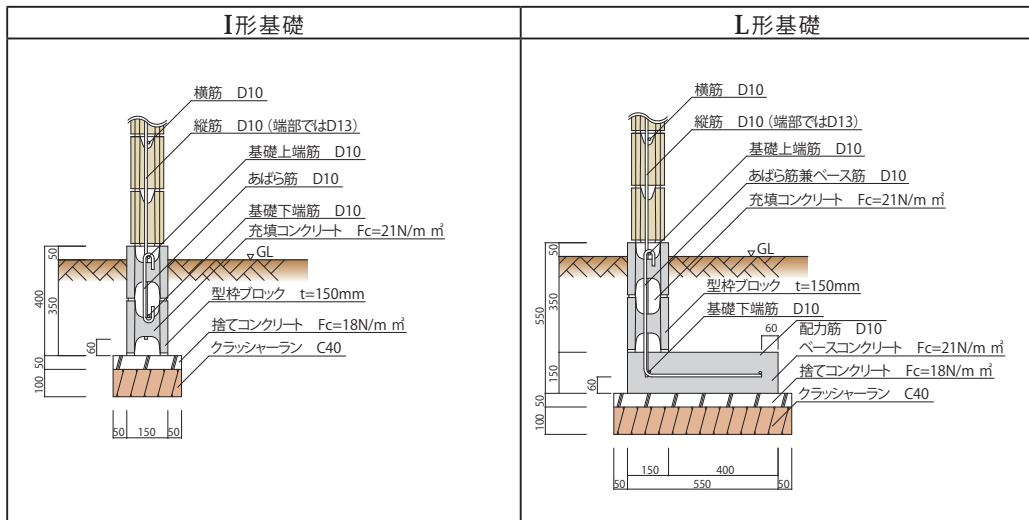 I形基礎
横筋 D10
縦筋 D10 (端部ではD13)
基礎上端筋 D10
あばら筋 D10
基礎下端筋 D10
充填コンクリート Fc=21N/m ㎡
GL
型枠ブロック t=150mm
捨てコンクリート Fc=18N/m ㎡
クラッシャーラン C40
50
400
350
60
50
100
50
150
50
L形基礎
横筋 D10
縦筋 D10 (端部ではD13)
基礎上端筋 D10
あばら筋兼ベース筋 D10
充填コンクリート Fc=21N/m ㎡
GL
型枠ブロック t=150mm
基礎下端筋 D10
60
配力筋 D10
ベースコンクリート Fc=21N/m ㎡
捨てコンクリート Fc=18N/m ㎡
クラッシャーラン C40
50
550
350
150
60
50
100
150
400
50
550
50